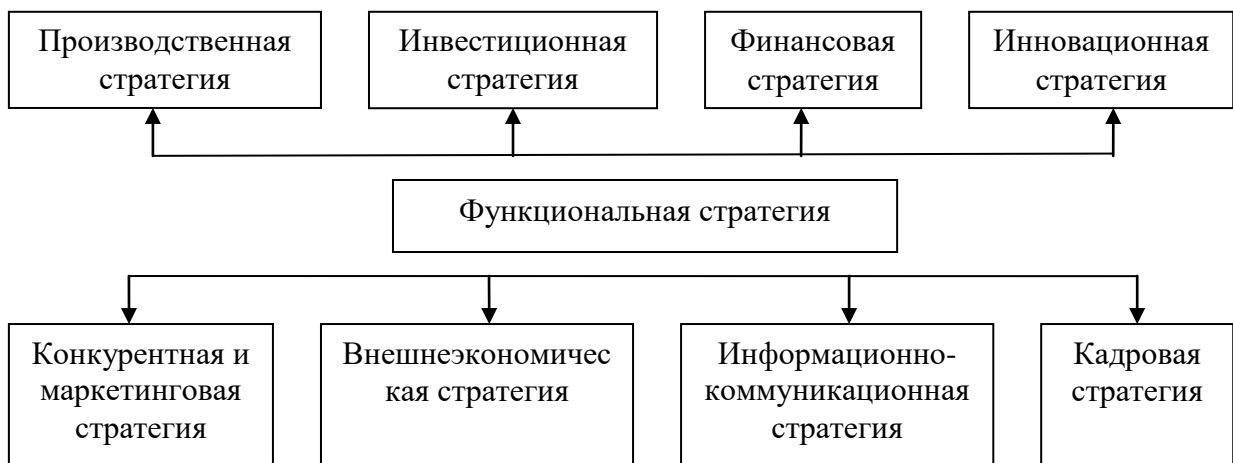 Производственная
стратегия
Инвестиционная
стратегия
Финансовая
стратегия
Инновационная
стратегия
Функциональная стратегия
Конкурентная и
маркетинговая
стратегия
Внешнеэкономичес
кая стратегия
Информационно-
коммуникационная
стратегия
Кадровая
стратегия